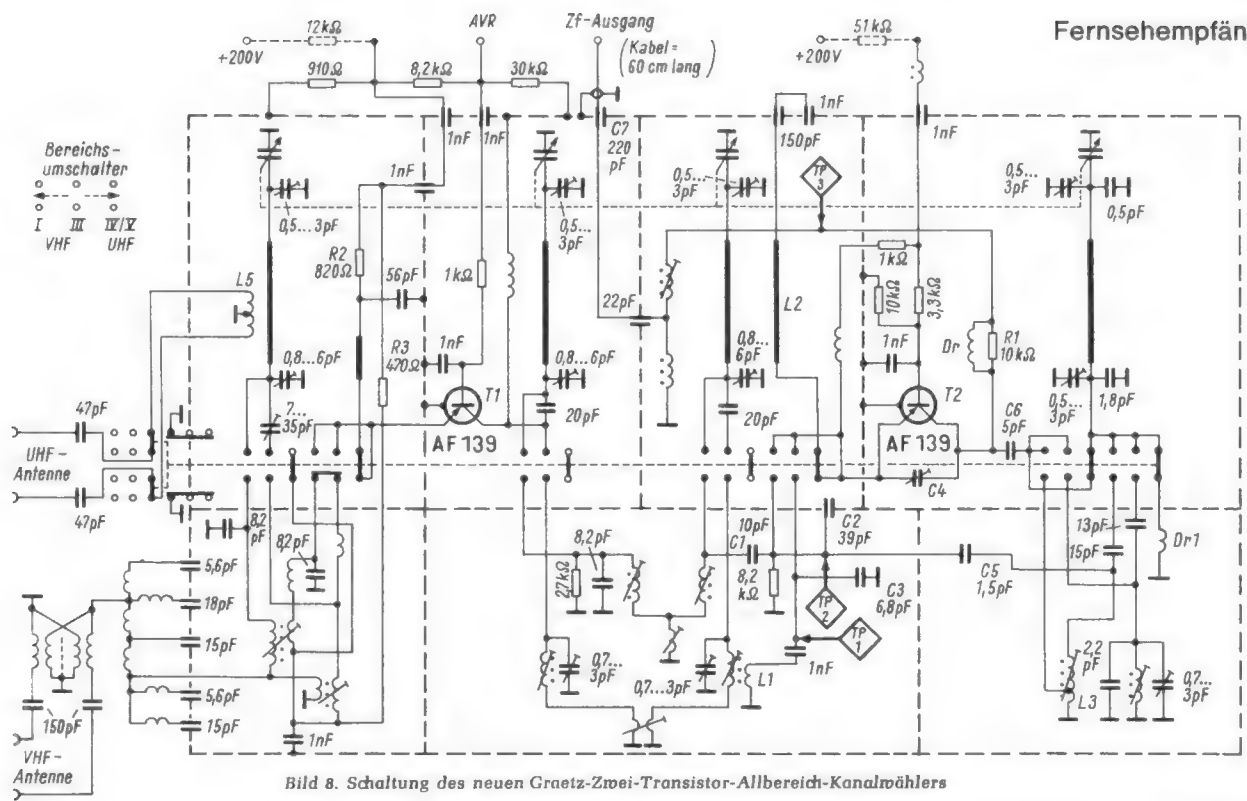 Fernsehempfän
12kΩ
+200V
AVR
Zf-Ausgang
(Kabel =
60 cm lang)
51kΩ
+200V
910Ω
8,2kΩ
30kΩ
1nF
1nF
C7
220
pF
1nF
150pF
1nF
Bereichs-
umschalter
I III IV/V
VHF UHF
1nF
0,5...3pF
0,5...
3pF
0,5...
3pF
TP
3
0,5...
3pF
0,5pF
R2
820Ω
56pF
1kΩ
1kΩ
10kΩ
3,3kΩ
L5
22pF
L2
Dr
R1
10kΩ
0,8...6pF
R3
470Ω
1nF
0,8...6pF
0,8...
6pF
1nF
0,5...
3pF
1,8pF
7...
35pF
T1
AF 139
20pF
20pF
T2
AF 139
C6
5pF
C4
47pF
UHF-
Antenne
47pF
8,2
pF
8,2pF
8,2pF
27kΩ
10pF
C1
8,2
kΩ
C2
39pF
TP
2
C3
6,8pF
C5
1,5pF
13pF
15pF
Dr1
5,6pF
18pF
15pF
5,6pF
15pF
150pF
VHF-
Antenne
1nF
0,7...
3pF
0,7...3pF
L1
TP
1
1nF
2,2
pF
L3
0,7...
3pF
Bild 8. Schaltung des neuen Graetz-Zwei-Transistor-Allbereich-Kanalwählers